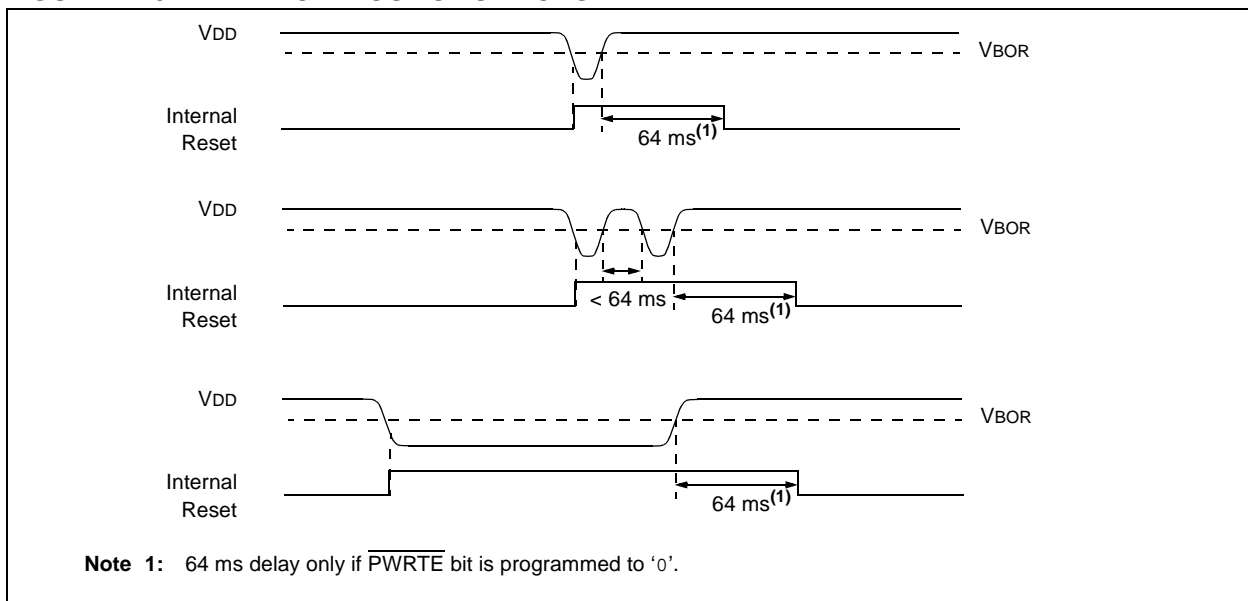 VDD
VBOR
Internal
Reset
64 ms(1)
VDD
VBOR
Internal
Reset
< 64 ms
64 ms(1)
VDD
VBOR
Internal
Reset
64 ms(1)
Note 1: 64 ms delay only if PWRTE bit is programmed to ‘0’.